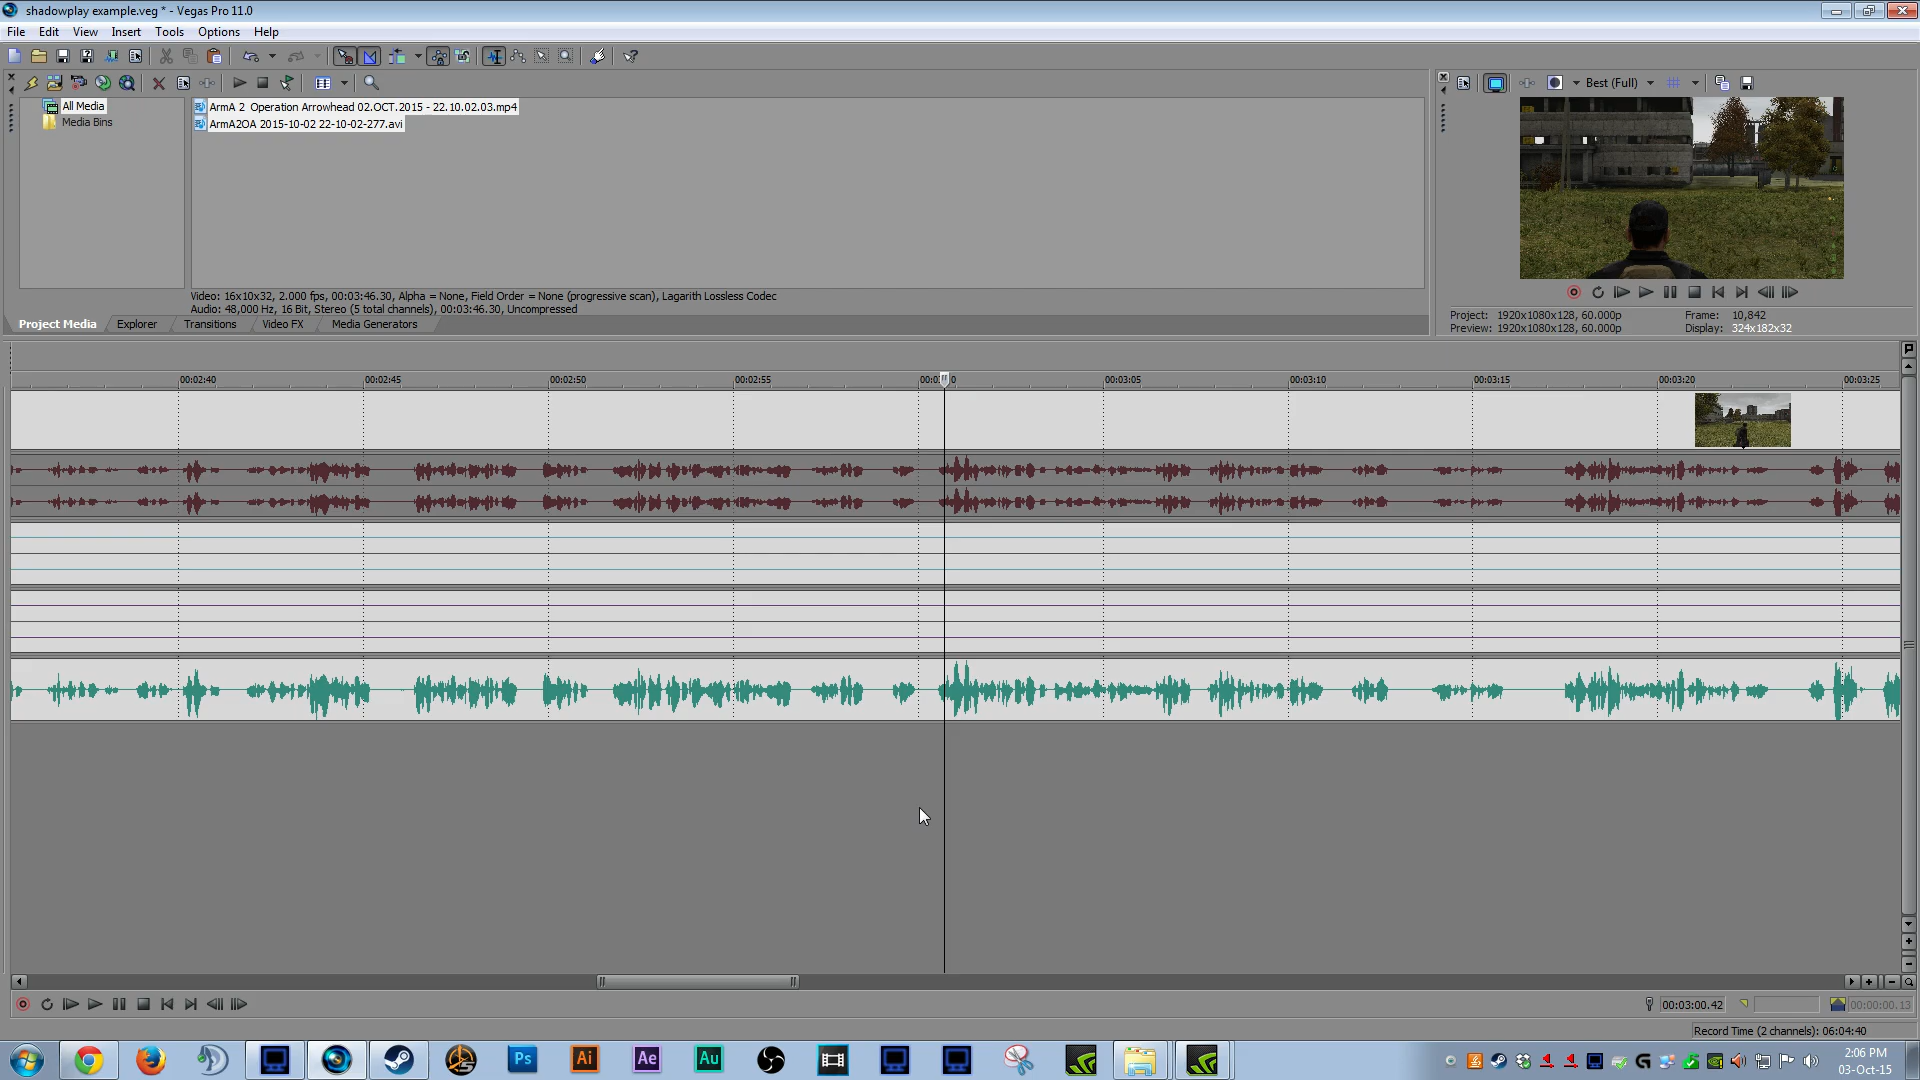 shadowplay example.veg * - Vegas Pro 11.0
File Edit View Insert Tools Options Help
Best (Full)
All Media
Media Bins
ArmA 2  Operation Arrowhead 02.OCT.2015 - 22.10.02.03.mp4
ArmA2OA 2015-10-02 22-10-02-277.avi
Video: 16x10x32, 2.000 fps, 00:03:46.30, Alpha = None, Field Order = None (progressive scan), Lagarith Lossless Codec
Audio: 48,000 Hz, 16 Bit, Stereo (5 total channels), 00:03:46.30, Uncompressed
Project Media Explorer Transitions Video FX Media Generators
Project: 1920x1080x128, 60.000p Frame: 10,842
Preview: 1920x1080x128, 60.000p Display: 324x182x32
00:02:40 00:02:45 00:02:50 00:02:55 00:03:05 00:03:10 00:03:15 00:03:20 00:03:25
00:03:00.42 00:00:00.13
Record Time (2 channels): 06:04:40
Ps Ai Ae Au
2:06 PM
03-Oct-15